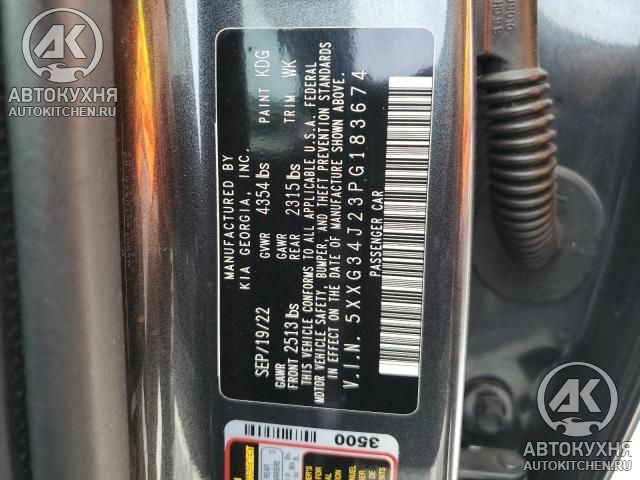 АВТОКУХНЯ
AUTOKITCHEN.RU
MANUFACTURED BY
KIA GEORGIA, INC.
PAINT KDG
SEP/19/22
GVWR 4354 lbs
TRIM WK
GAWR FRONT 2513 lbs
GAWR REAR 2315 lbs
THIS VEHICLE CONFORMS TO ALL APPLICABLE U.S.A. FEDERAL
MOTOR VEHICLE SAFETY, BUMPER, AND THEFT PREVENTION STANDARDS
IN EFFECT ON THE DATE OF MANUFACTURE SHOWN ABOVE.
V.I.N. 5XXG34J23PG183674
PASSENGER CAR
3500
REAR
3
АК
АВТОКУХНЯ
AUTOKITCHEN.RU